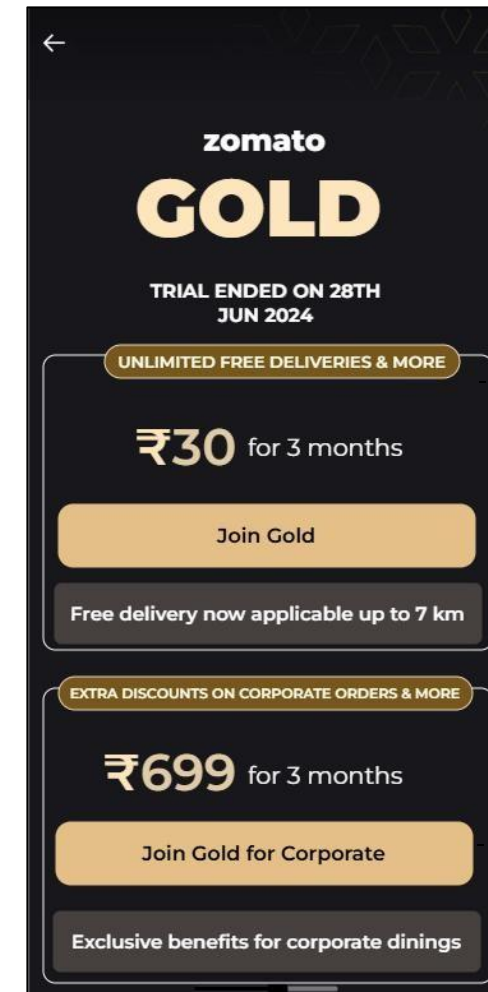 zomato
GOLD
TRIAL ENDED ON 28TH
JUN 2024
UNLIMITED FREE DELIVERIES & MORE
₹30 for 3 months
Join Gold
Free delivery now applicable up to 7 km
EXTRA DISCOUNTS ON CORPORATE ORDERS & MORE
₹699 for 3 months
Join Gold for Corporate
Exclusive benefits for corporate dinings